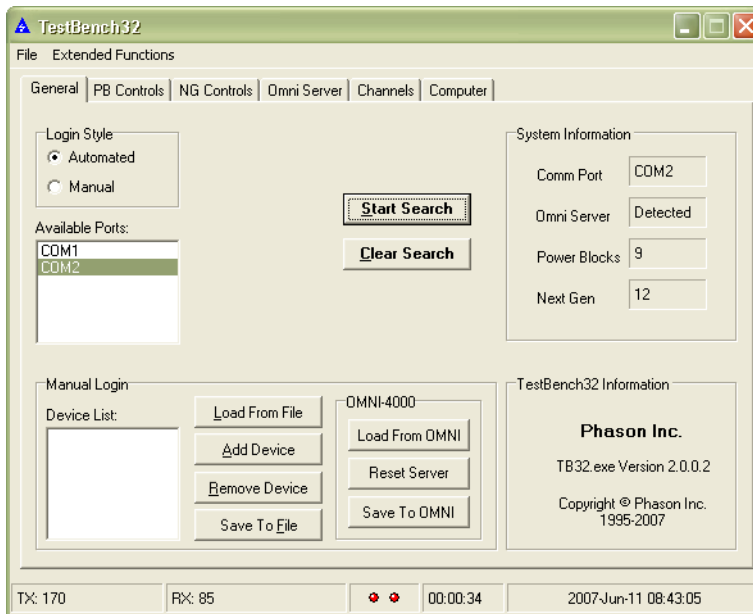 TestBench32
File Extended Functions
General PB Controls NG Controls Omni Server Channels Computer
Login Style
Automated
Manual
Available Ports:
COM1
COM2
Start Search
Clear Search
System Information
Comm Port COM2
Omni Server Detected
Power Blocks 9
Next Gen 12
Manual Login
Device List:
Load From File
Add Device
Remove Device
Save To File
OMNI-4000
Load From OMNI
Reset Server
Save To OMNI
TestBench32 Information
Phason Inc.
TB32.exe Version 2.0.0.2
Copyright © Phason Inc.
1995-2007
TX: 170 RX: 85 00:00:34 2007-Jun-11 08:43:05